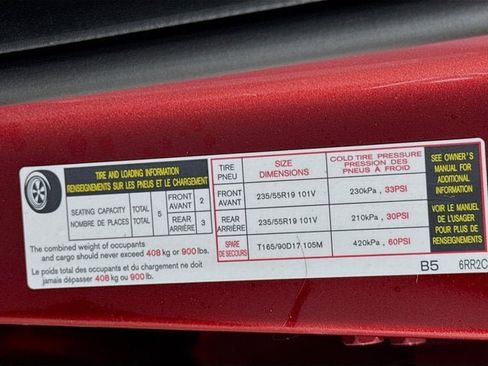 TIRE AND LOADING INFORMATION
RENSEIGNEMENTS SUR LES PNEUS ET LE CHARGEMENT
SEATING CAPACITY TOTAL 5 FRONT AVANT 2
NOMBRE DE PLACES TOTAL REAR ARRIÈRE 3
The combined weight of occupants
and cargo should never exceed 408 kg or 900 lbs.
Le poids total des occupants et du chargement ne doit
jamais dépasser 408 kg ou 900 lb.
TIRE
PNEU
SIZE
DIMENSIONS
COLD TIRE PRESSURE
PRESSION DES
PNEUS À FROID
FRONT
AVANT
235/55R19 101V
230kPa , 33PSI
REAR
ARRIÈRE
235/55R19 101V
210kPa , 30PSI
SPARE
DE SECOURS
T165/90D17 105M
420kPa , 60PSI
SEE OWNER'S
MANUAL FOR
ADDITIONAL
INFORMATION
VOIR LE MANUEL
DE L'USAGER
POUR PLUS DE
RENSEIGNEMENTS
B5 6RR2C